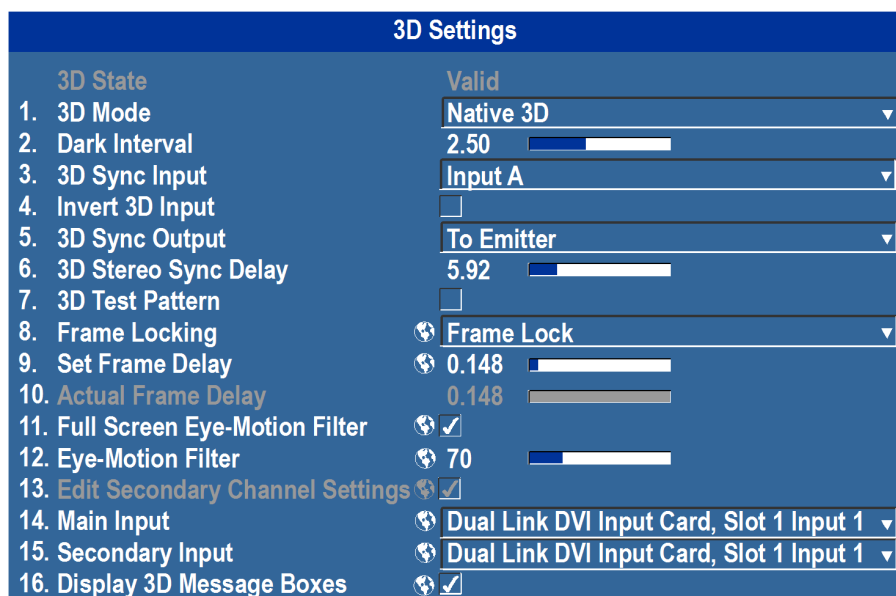 3D Settings
3D State Valid
1. 3D Mode Native 3D
2. Dark Interval 2.50
3. 3D Sync Input Input A
4. Invert 3D Input
5. 3D Sync Output To Emitter
6. 3D Stereo Sync Delay 5.92
7. 3D Test Pattern
8. Frame Locking Frame Lock
9. Set Frame Delay 0.148
10. Actual Frame Delay 0.148
11. Full Screen Eye-Motion Filter
12. Eye-Motion Filter 70
13. Edit Secondary Channel Settings
14. Main Input Dual Link DVI Input Card, Slot 1 Input 1
15. Secondary Input Dual Link DVI Input Card, Slot 1 Input 1
16. Display 3D Message Boxes